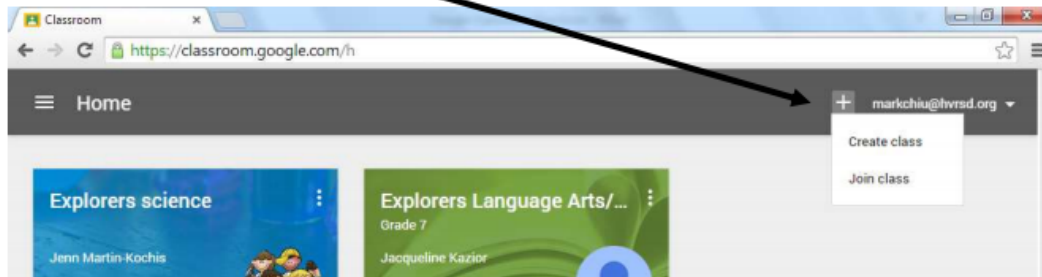 Classroom
https://classroom.google.com/h
Home
markchiu@hvrsd.org
Create class
Join class
Explorers science
Jenn Martin-Kochis
Explorers Language Arts/...
Grade 7
Jacqueline Kazior